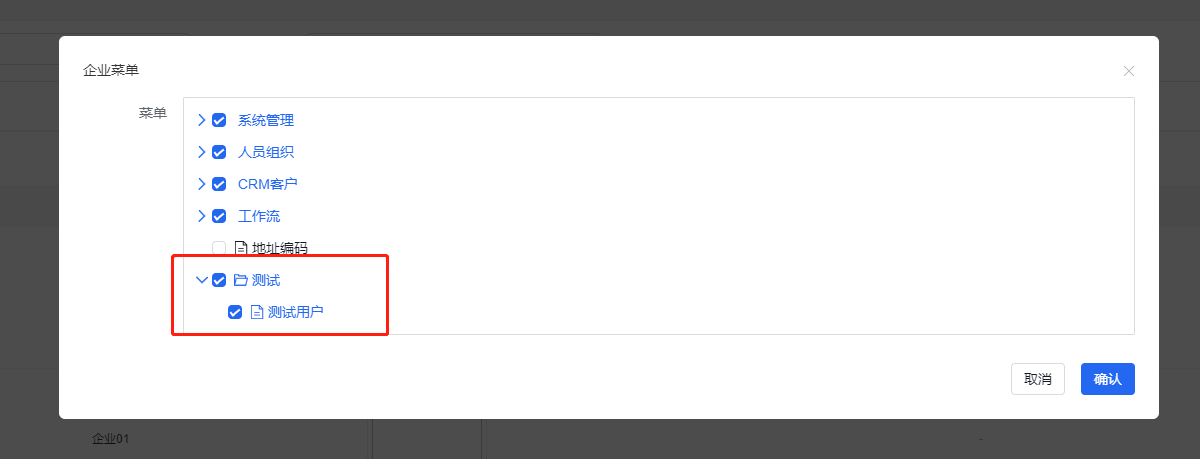 企业菜单
菜单
系统管理
人员组织
CRM客户
工作流
地址编码
测试
测试用户
取消
确认
企业01
-